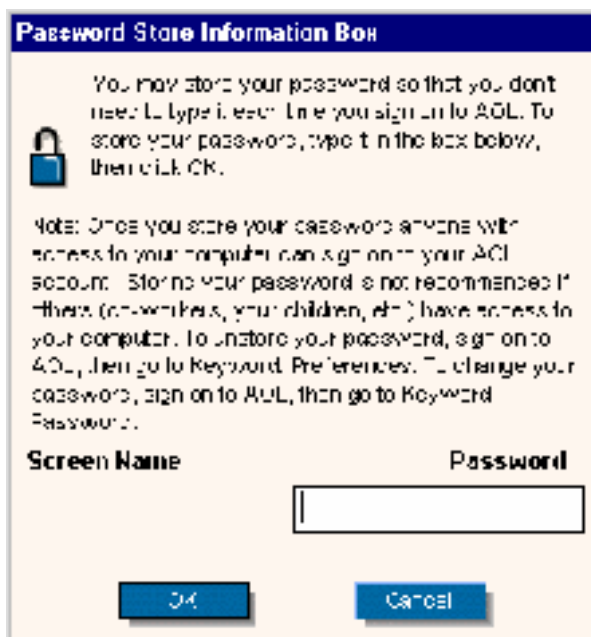 Password Store Information Box
You may store your password so that you don't
need to type it each time you sign on to AOL. To
store your password, type it in the box below,
then click OK.
Note: Once you store your password anyone with
access to your computer can sign on to your AOL
account. Storing your password is not recommended if
others (co-workers, your children, etc.) have access to
your computer. To unstore your password, sign on to
AOL, then go to Keyword: Preferences. To change your
password, sign on to AOL, then go to Keyword:
Password.
Screen Name Password
OK Cancel